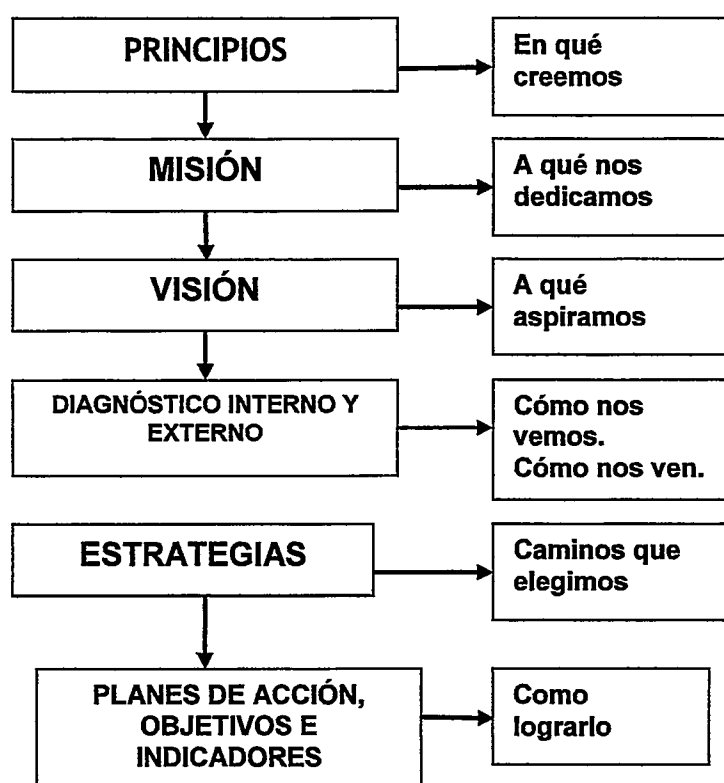 PRINCIPIOS
En qué
creemos
MISIÓN
A qué nos
dedicamos
VISIÓN
A qué
aspiramos
DIAGNÓSTICO INTERNO Y
EXTERNO
Cómo nos
vemos.
Cómo nos ven.
ESTRATEGIAS
Caminos que
elegimos
PLANES DE ACCIÓN,
OBJETIVOS E
INDICADORES
Como
lograrlo